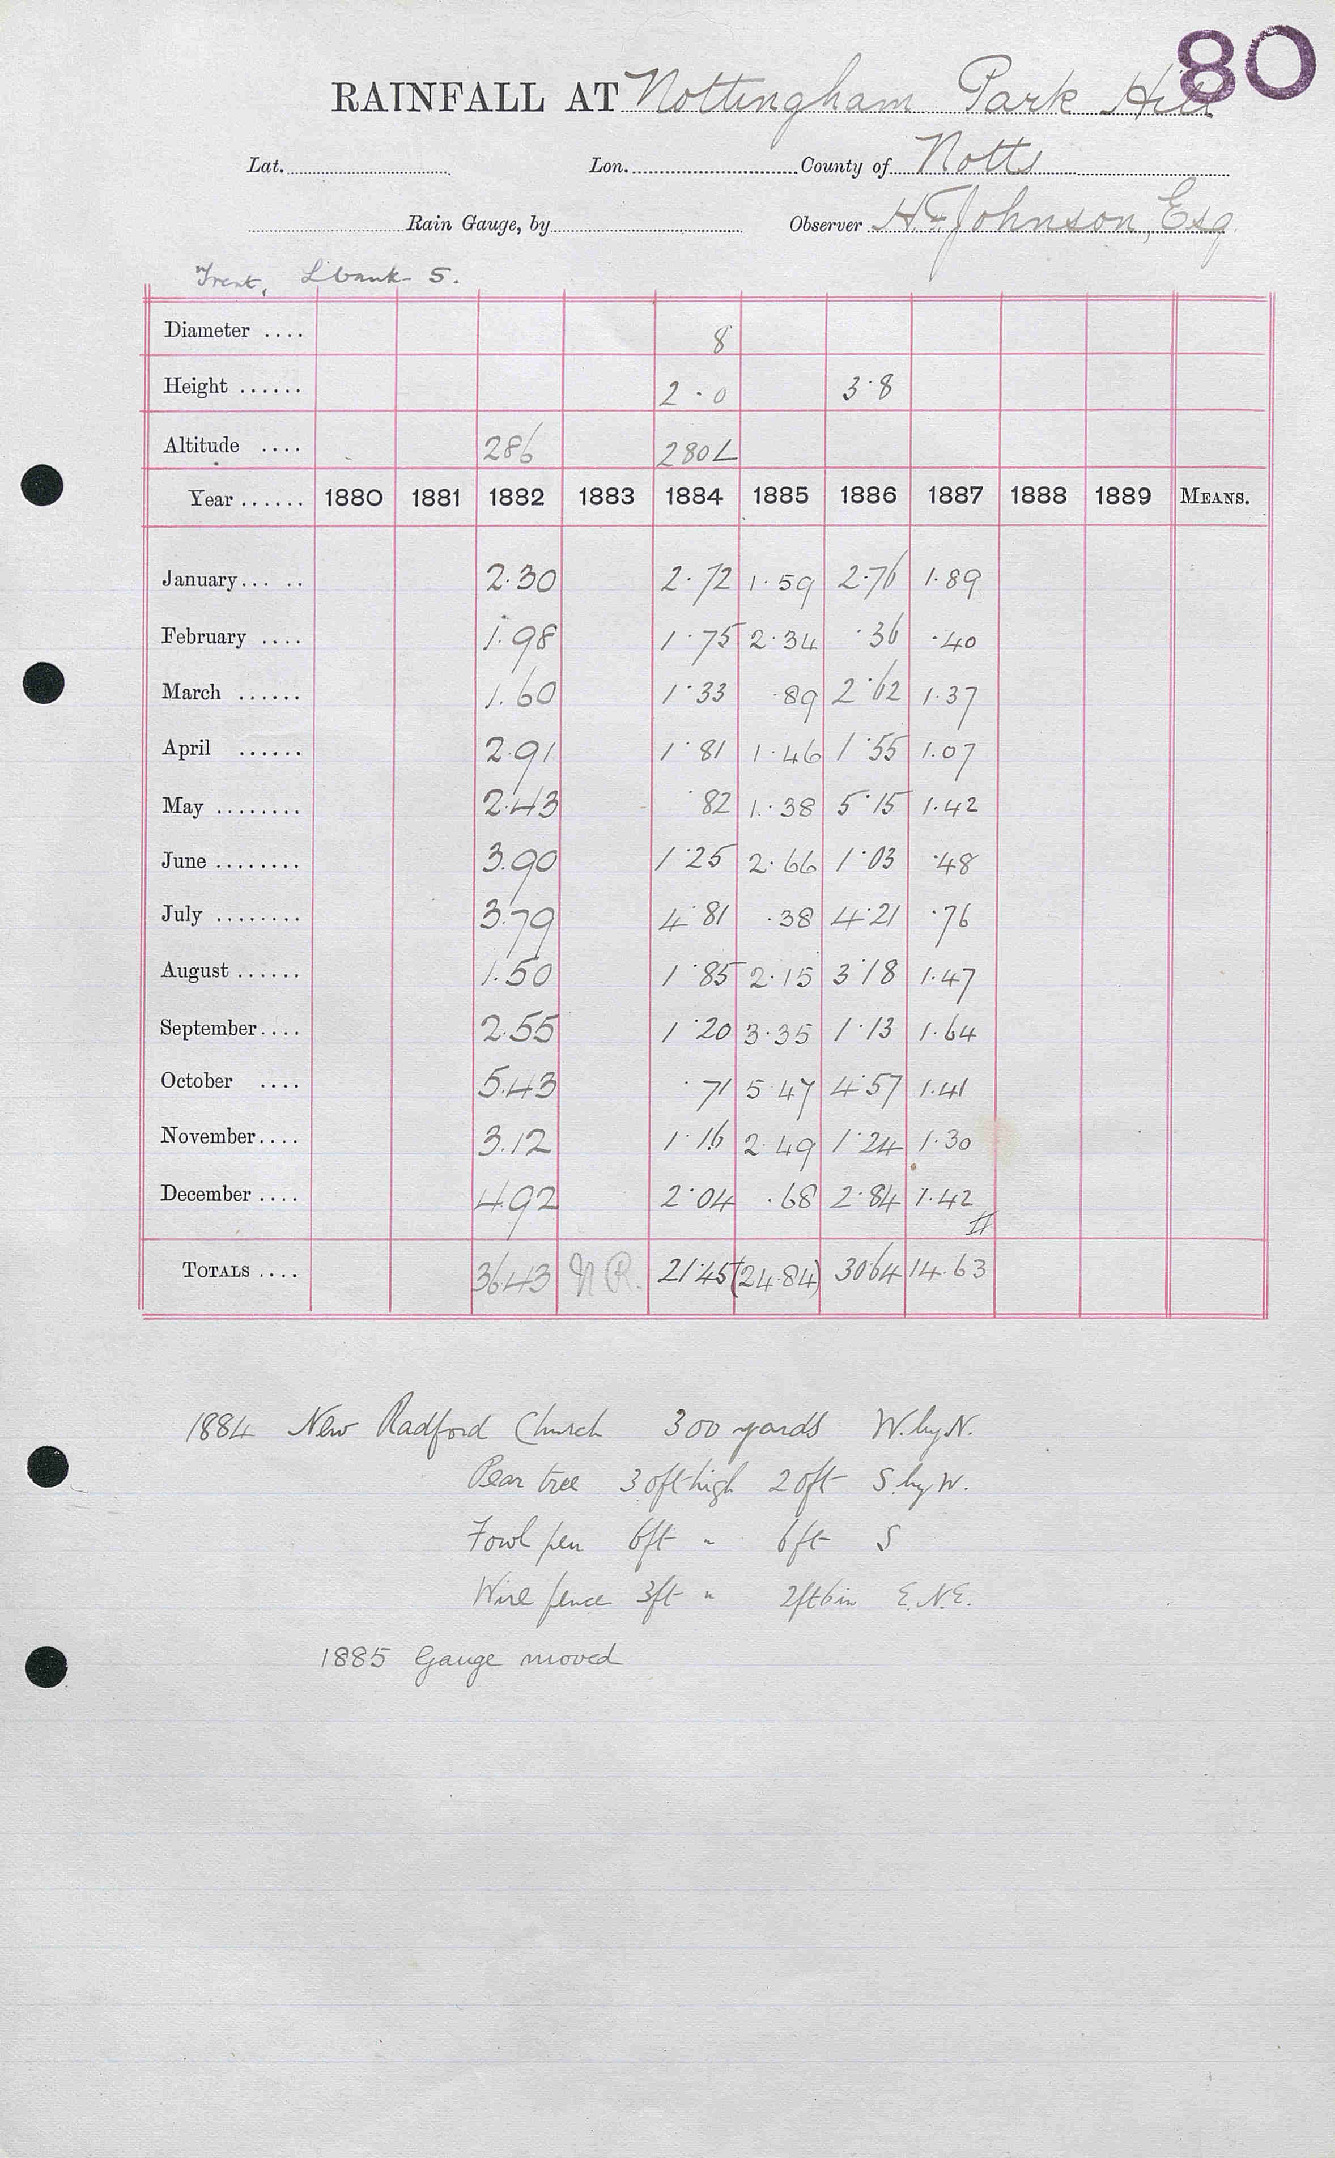 80
RAINFALL AT Nottingham Park Hill
Lat. Lon. County of Notts
Rain Gauge, by Observer H F Johnson, Esq
Trent, L bank 5.
Diameter .... 8
Height ...... 2.0 3.8
Altitude .... 286 280L
Year ...... 1880 1881 1882 1883 1884 1885 1886 1887 1888 1889 MEANS.
January... .. 2.30 2.72 1.59 2.76 1.89
February .... 1.98 1.75 2.34 .36 .40
March ...... 1.60 1.33 .89 2.62 1.37
April ...... 2.91 1.81 1.46 1.55 1.07
May ........ 2.43 .82 1.38 5.15 1.42
June ........ 3.90 1.25 2.66 1.03 .48
July ........ 3.79 4.81 .38 4.21 .76
August ...... 1.50 1.85 2.15 3.18 1.47
September.... 2.55 1.20 3.35 1.13 1.64
October .... 5.43 .71 5.47 4.57 1.41
November.... 3.12 1.16 2.49 1.24 1.30
December .... 4.92 2.04 .68 2.84 1.42
TOTALS .... 36.43 N.R. 21.45 (24.84) 30.64 14.63
1884 New Radford Church 300 yards W. by N.
Pear tree 30ft high 20ft S. by W.
Fowl pen 6ft " 6ft S
Wire fence 3ft " 2ft 6in E.N.E.
1885 Gauge moved